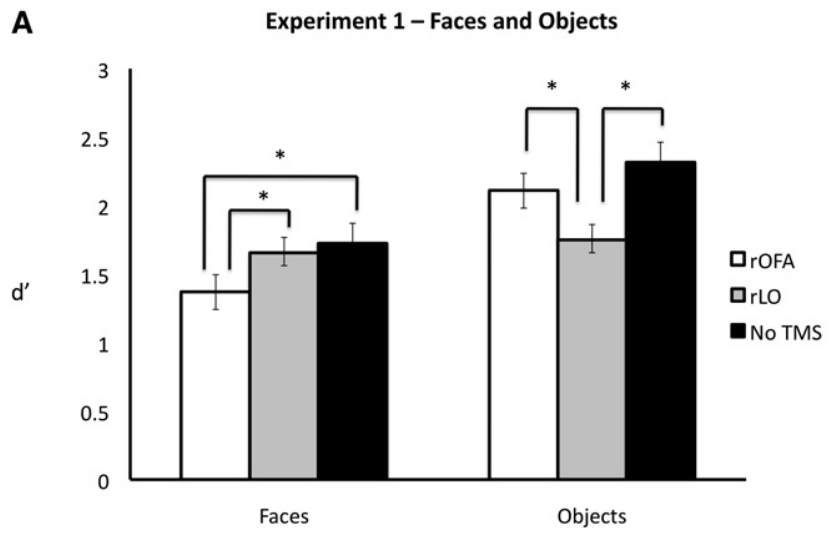 A
Experiment 1 – Faces and Objects
3
2.5
2
1.5
1
0.5
0
d’
*
*
*
*
Faces
Objects
rOFA
rLO
No TMS